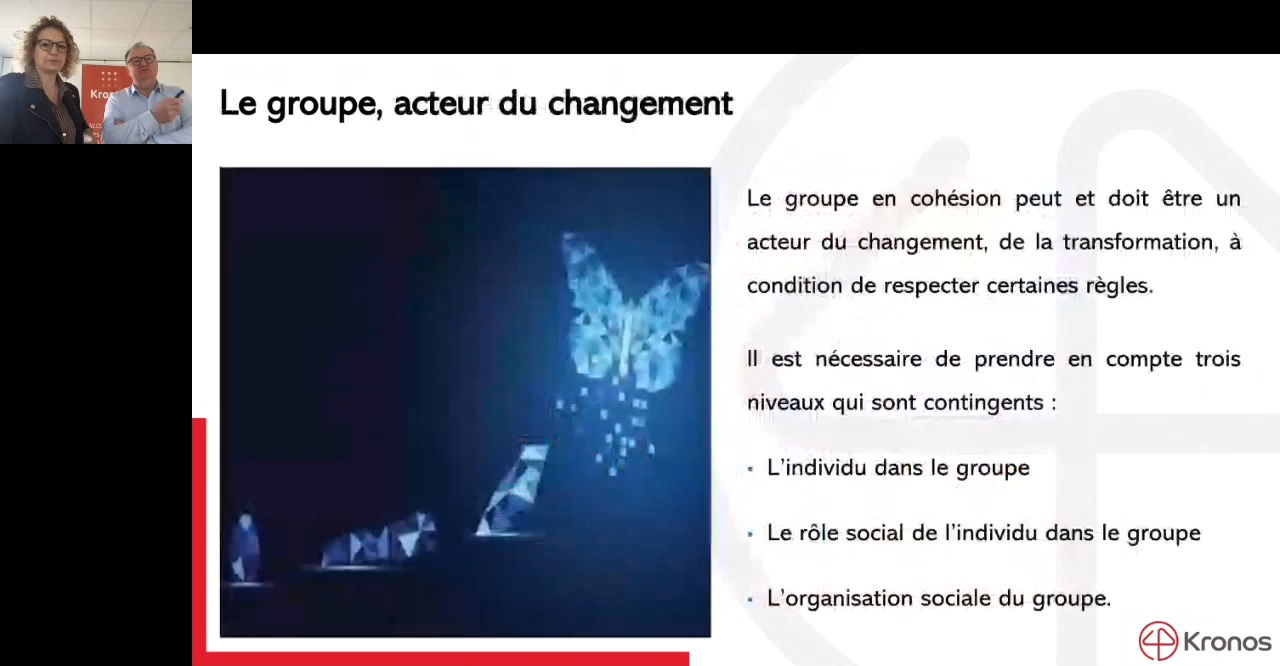 Kro
Le groupe, acteur du changement
Le groupe en cohésion peut et doit être un
acteur du changement, de la transformation, à
condition de respecter certaines règles.
Il est nécessaire de prendre en compte trois
niveaux qui sont contingents :
• L'individu dans le groupe
• Le rôle social de l'individu dans le groupe
• L'organisation sociale du groupe.
Kronos